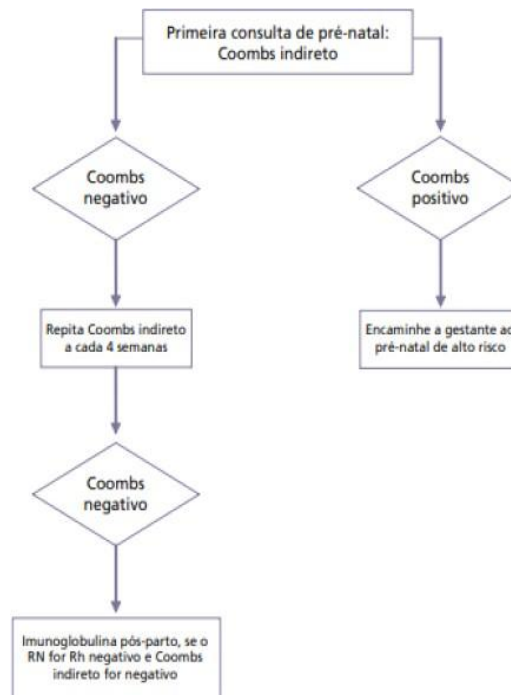 Primeira consulta de pré-natal:
Coombs indireto
Coombs
negativo
Coombs
positivo
Repita Coombs indireto
a cada 4 semanas
Encaminhe a gestante ao
pré-natal de alto risco
Coombs
negativo
Imunoglobulina pós-parto, se o
RN for Rh negativo e Coombs
indireto for negativo